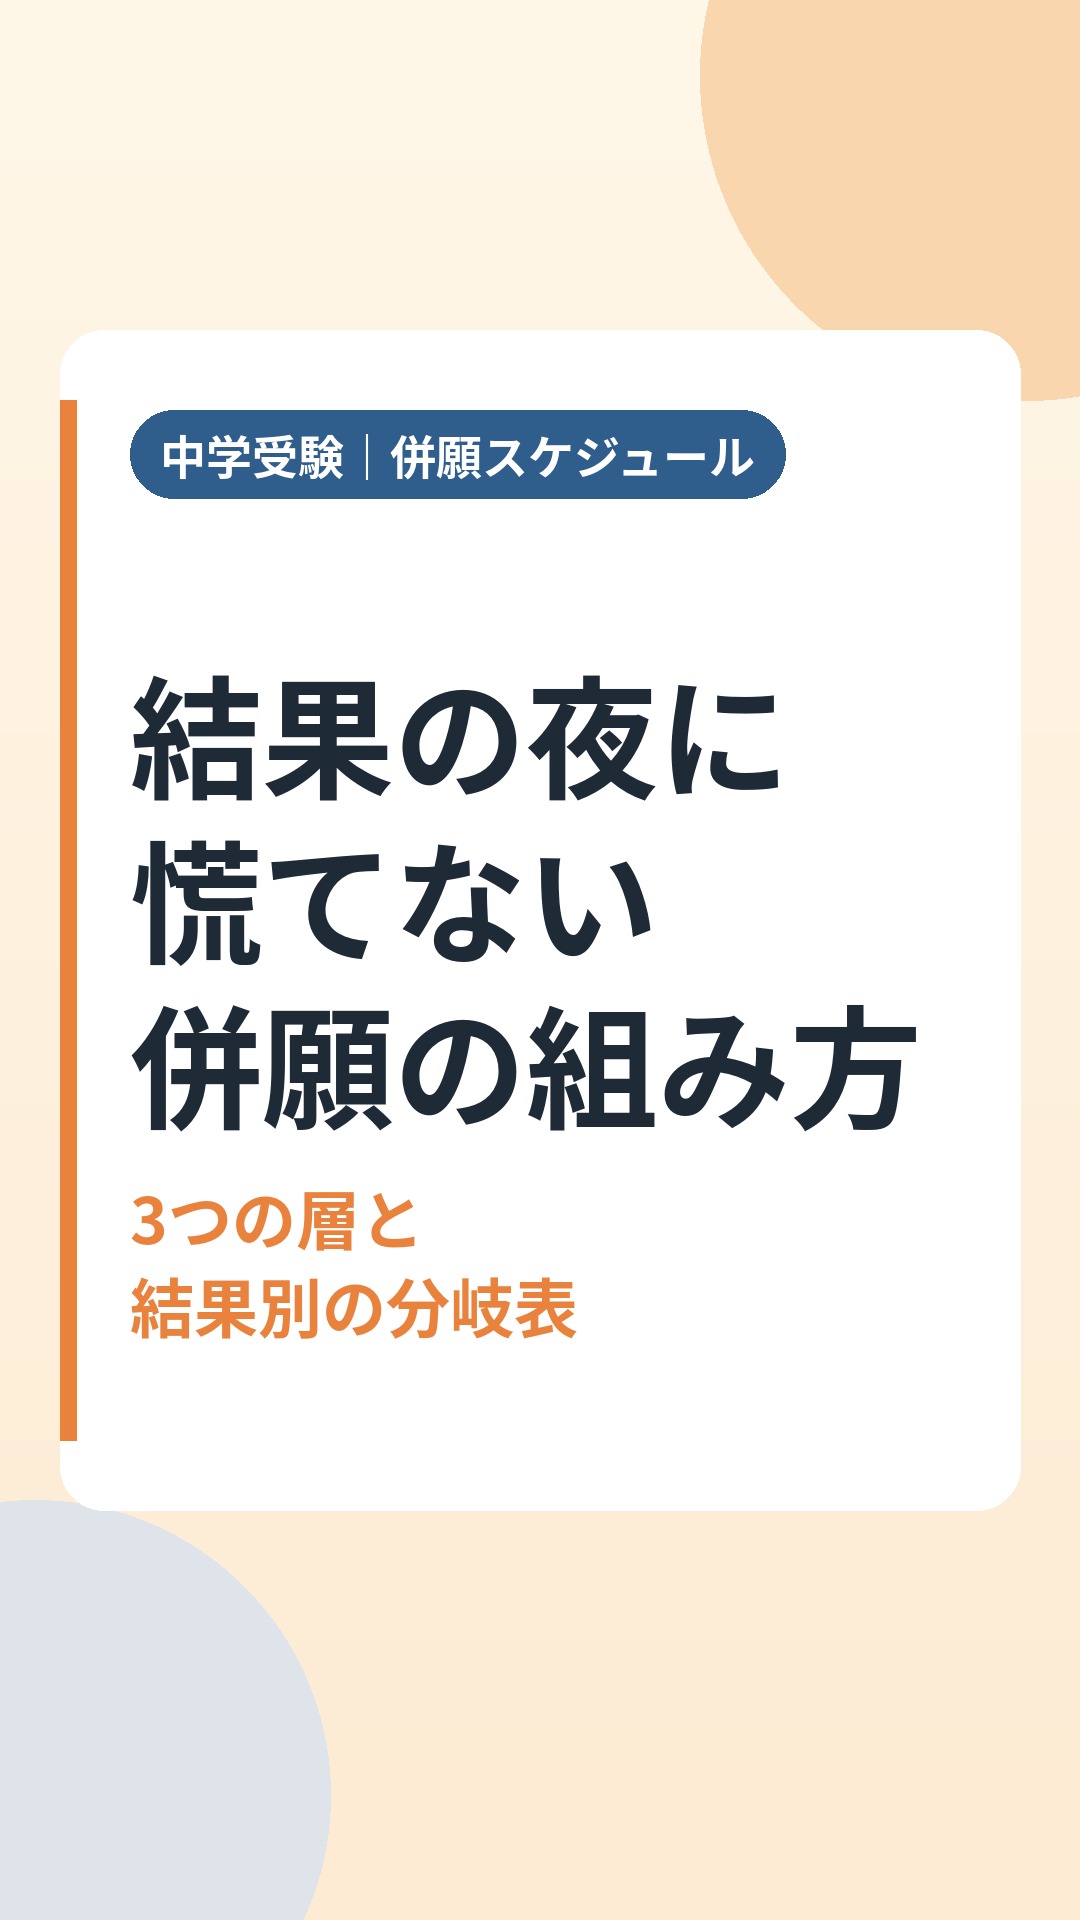 中学受験｜併願スケジュール
結果の夜に
慌てない
併願の組み方
3つの層と
結果別の分岐表